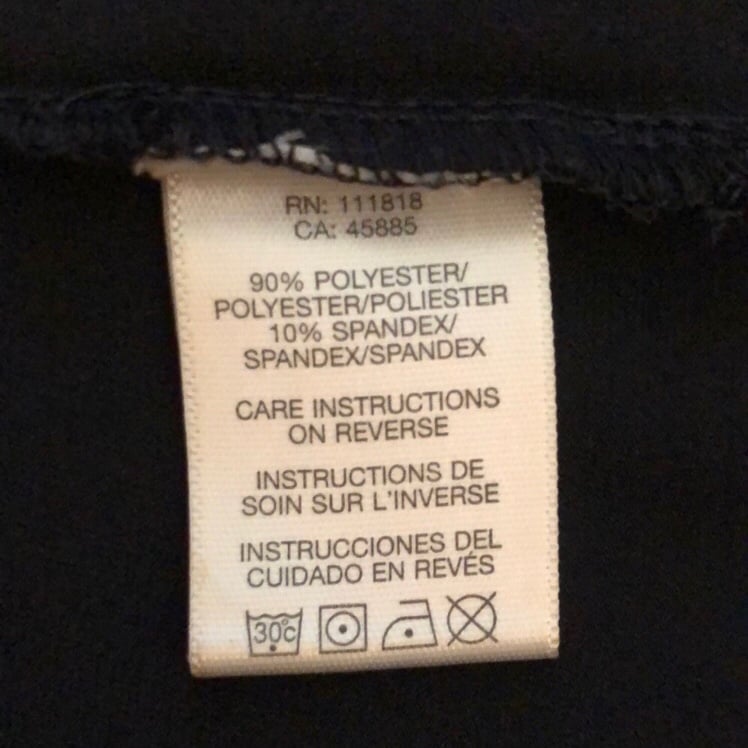 RN: 111818
CA: 45885
90% POLYESTER/
POLYESTER/POLIESTER
10% SPANDEX/
SPANDEX/SPANDEX
CARE INSTRUCTIONS
ON REVERSE
INSTRUCTIONS DE
SOIN SUR L'INVERSE
INSTRUCCIONES DEL
CUIDADO EN REVÉS
30°C